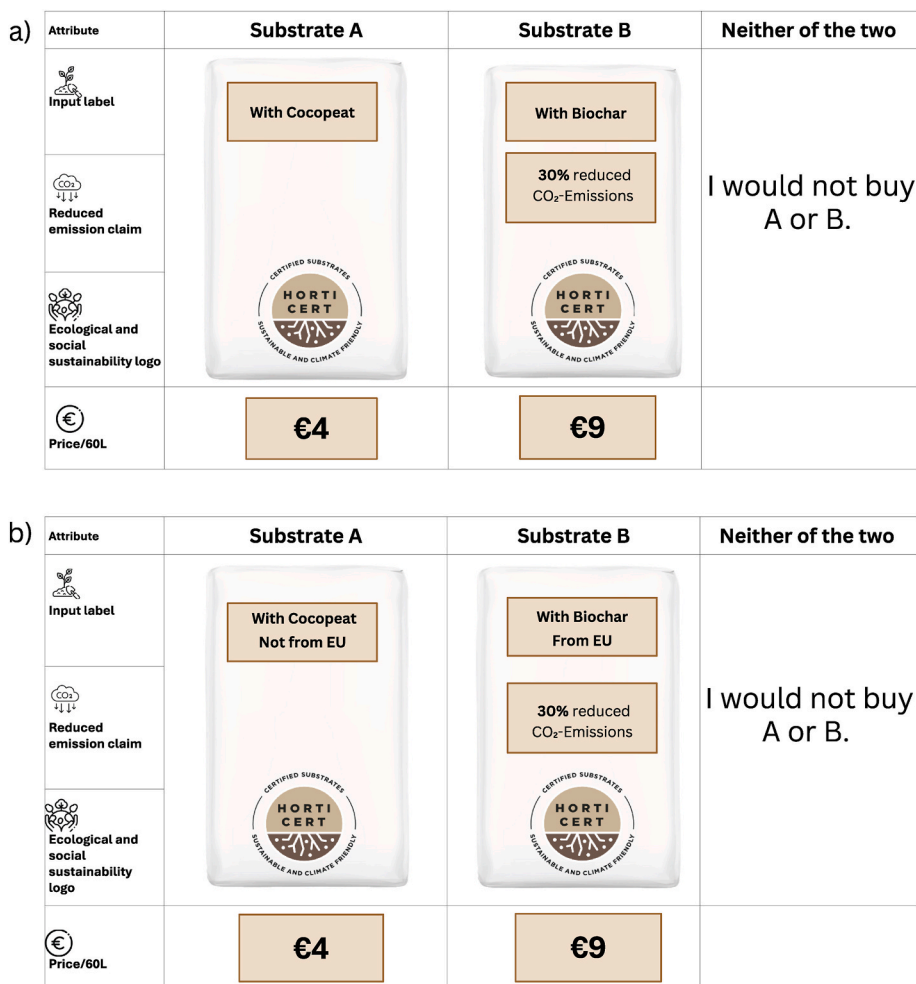 a)
Attribute
Substrate A
Substrate B
Neither of the two
Input label
With Cocopeat
With Biochar
I would not buy
A or B.
CO₂
Reduced
emission claim
30% reduced
CO₂-Emissions
Ecological and
social
sustainability logo
CERTIFIED SUBSTRATES
HORTI
CERT
SUSTAINABLE AND CLIMATE FRIENDLY
CERTIFIED SUBSTRATES
HORTI
CERT
SUSTAINABLE AND CLIMATE FRIENDLY
€
Price/60L
€4
€9
b)
Attribute
Substrate A
Substrate B
Neither of the two
Input label
With Cocopeat
Not from EU
With Biochar
From EU
I would not buy
A or B.
CO₂
Reduced
emission claim
30% reduced
CO₂-Emissions
Ecological and
social
sustainability
logo
CERTIFIED SUBSTRATES
HORTI
CERT
SUSTAINABLE AND CLIMATE FRIENDLY
CERTIFIED SUBSTRATES
HORTI
CERT
SUSTAINABLE AND CLIMATE FRIENDLY
€
Price/60L
€4
€9